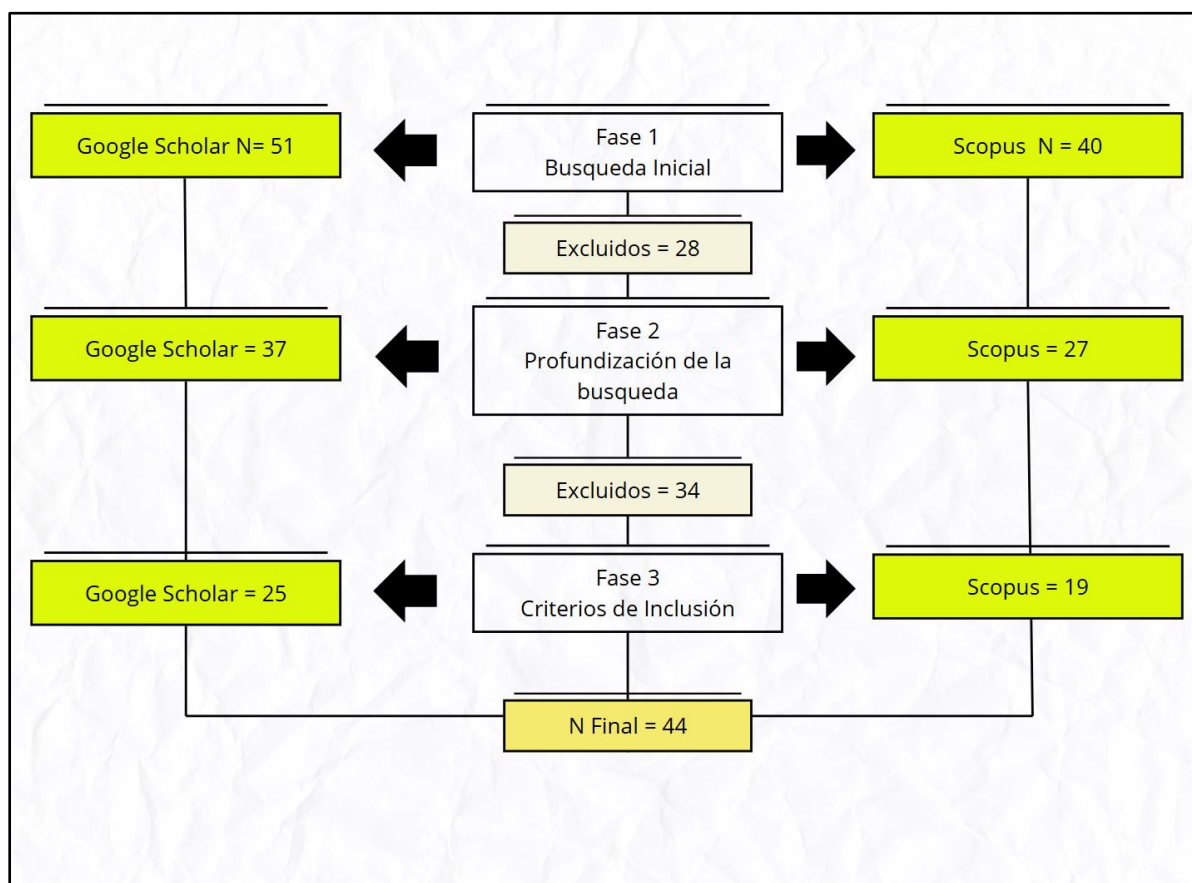 Google Scholar N= 51
Fase 1
Busqueda Inicial
Scopus N = 40
Excluidos = 28
Google Scholar = 37
Fase 2
Profundización de la
busqueda
Scopus = 27
Excluidos = 34
Google Scholar = 25
Fase 3
Criterios de Inclusión
Scopus = 19
N Final = 44